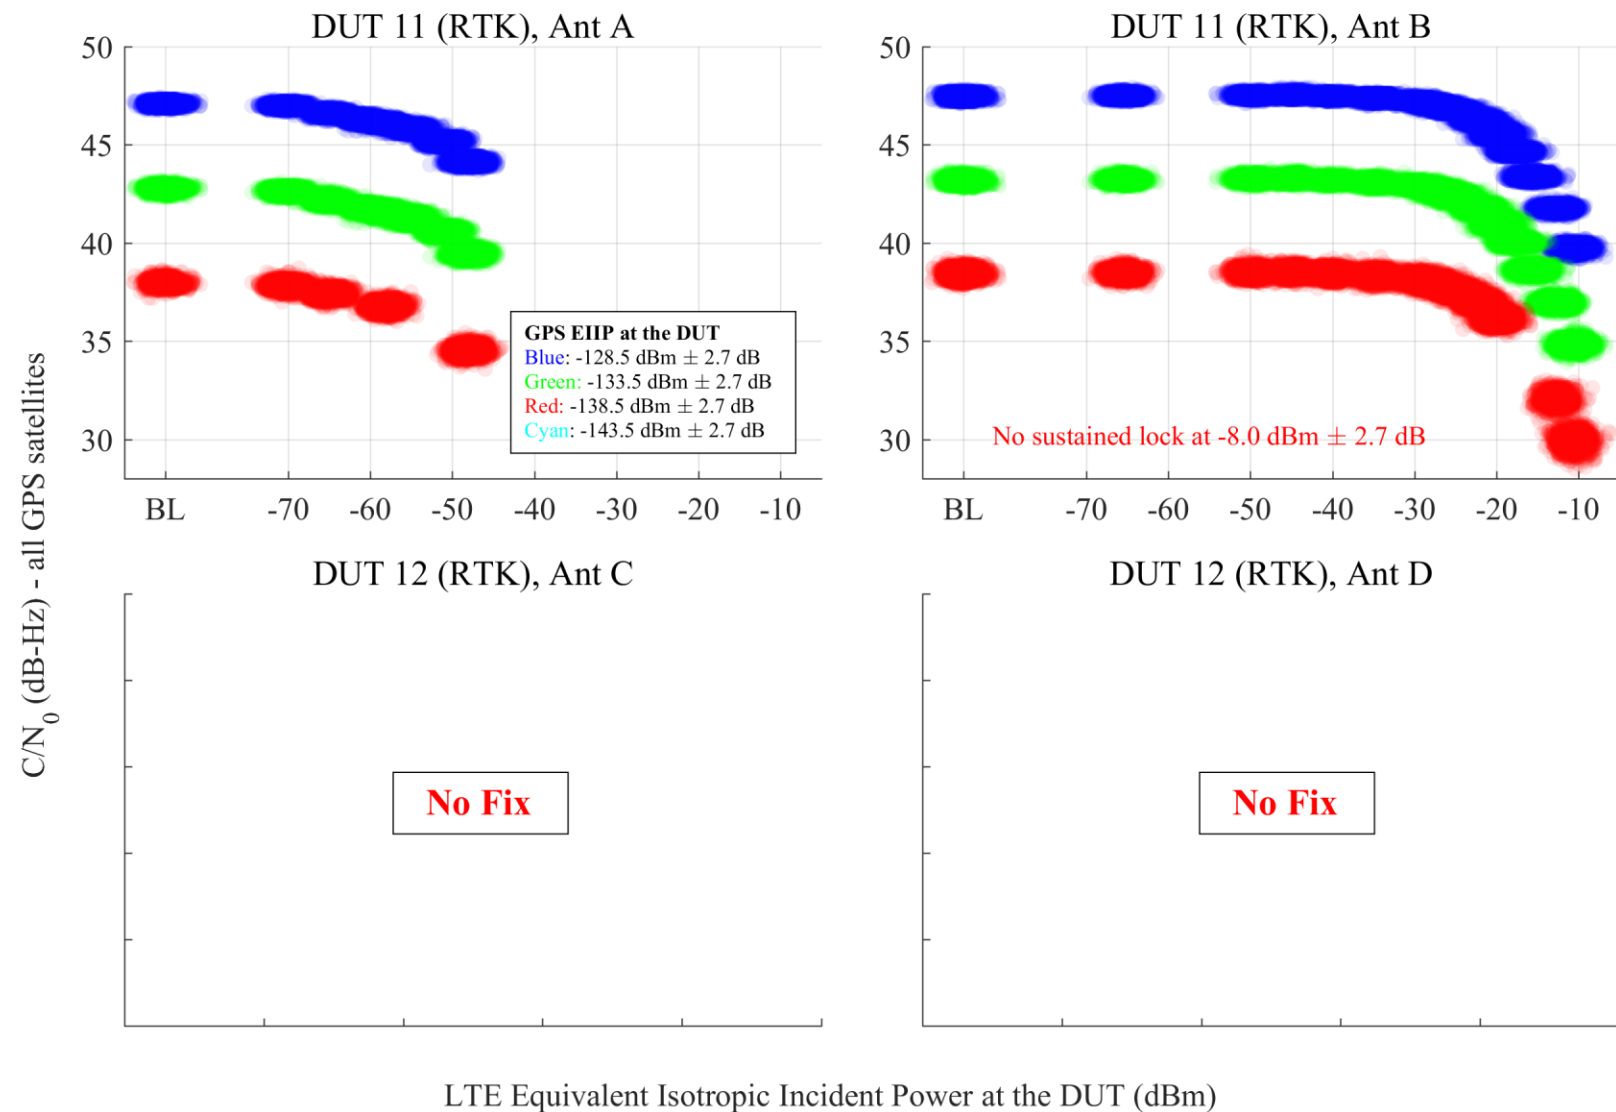 DUT 11 (RTK), Ant A
50
45
40
35
30
BL -70 -60 -50 -40 -30 -20 -10
GPS EIIP at the DUT
Blue: -128.5 dBm ± 2.7 dB
Green: -133.5 dBm ± 2.7 dB
Red: -138.5 dBm ± 2.7 dB
Cyan: -143.5 dBm ± 2.7 dB
DUT 11 (RTK), Ant B
50
45
40
35
30
No sustained lock at -8.0 dBm ± 2.7 dB
BL -70 -60 -50 -40 -30 -20 -10
C/N0 (dB-Hz) - all GPS satellites
DUT 12 (RTK), Ant C
No Fix
DUT 12 (RTK), Ant D
No Fix
LTE Equivalent Isotropic Incident Power at the DUT (dBm)